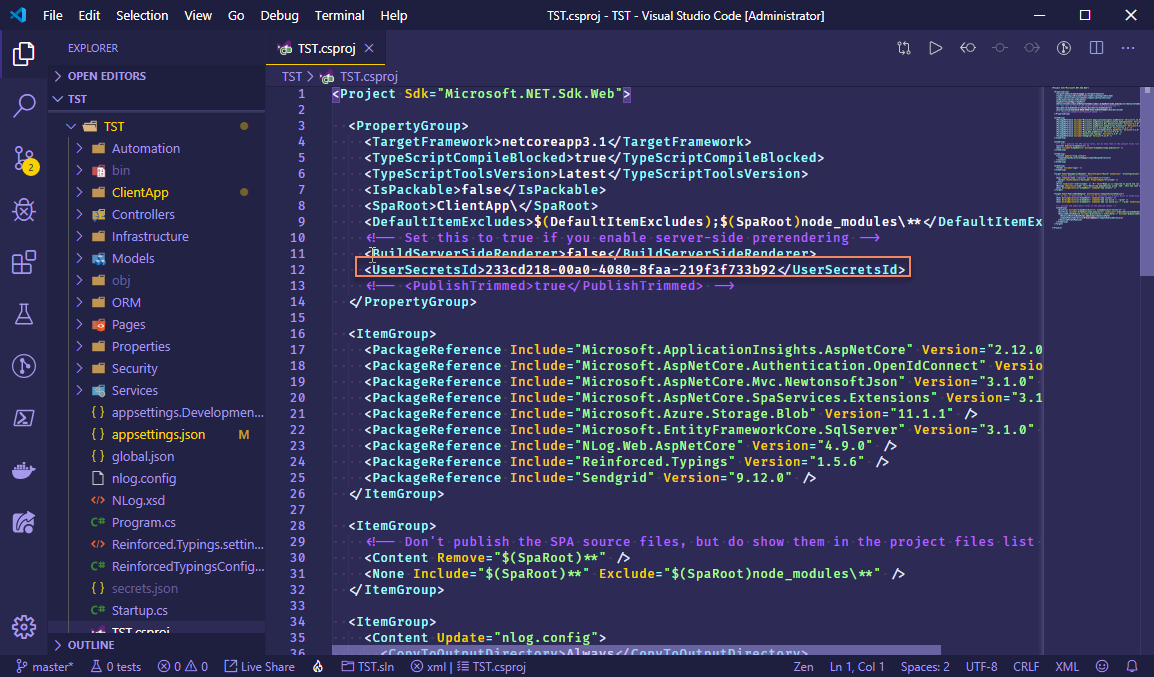 File Edit Selection View Go Debug Terminal Help TST.csproj - TST - Visual Studio Code [Administrator]
EXPLORER
OPEN EDITORS
TST
TST
Automation
bin
ClientApp
Controllers
Infrastructure
Models
obj
ORM
Pages
Properties
Security
Services
{ } appsettings.Developmen...
{ } appsettings.json M
{ } global.json
nlog.config
NLog.xsd
C# Program.cs
Reinforced.Typings.settin...
C# ReinforcedTypingsConfig...
{ } secrets.json
C# Startup.cs
TST.csproj
OUTLINE
2
TST.csproj
TST > TST.csproj
1 <Project Sdk="Microsoft.NET.Sdk.Web">
2
3 <PropertyGroup>
4 <TargetFramework>netcoreapp3.1</TargetFramework>
5 <TypeScriptCompileBlocked>true</TypeScriptCompileBlocked>
6 <TypeScriptToolsVersion>Latest</TypeScriptToolsVersion>
7 <IsPackable>false</IsPackable>
8 <SpaRoot>ClientApp\</SpaRoot>
9 <DefaultItemExcludes>$(DefaultItemExcludes);$(SpaRoot)node_modules\**</DefaultItemEx
10 <!-- Set this to true if you enable server-side prerendering -->
11 <BuildServerSideRenderer>false</BuildServerSideRenderer>
12 <UserSecretsId>233cd218-00a0-4080-8faa-219f3f733b92</UserSecretsId>
13 <!-- <PublishTrimmed>true</PublishTrimmed> -->
14 </PropertyGroup>
15
16 <ItemGroup>
17 <PackageReference Include="Microsoft.ApplicationInsights.AspNetCore" Version="2.12.0
18 <PackageReference Include="Microsoft.AspNetCore.Authentication.OpenIdConnect" Versio
19 <PackageReference Include="Microsoft.AspNetCore.Mvc.NewtonsoftJson" Version="3.1.0"
20 <PackageReference Include="Microsoft.AspNetCore.SpaServices.Extensions" Version="3.1
21 <PackageReference Include="Microsoft.Azure.Storage.Blob" Version="11.1.1" />
22 <PackageReference Include="Microsoft.EntityFrameworkCore.SqlServer" Version="3.1.0"
23 <PackageReference Include="NLog.Web.AspNetCore" Version="4.9.0" />
24 <PackageReference Include="Reinforced.Typings" Version="1.5.6" />
25 <PackageReference Include="Sendgrid" Version="9.12.0" />
26 </ItemGroup>
27
28 <ItemGroup>
29 <!-- Don't publish the SPA source files, but do show them in the project files list
30 <Content Remove="$(SpaRoot)**" />
31 <None Include="$(SpaRoot)**" Exclude="$(SpaRoot)node_modules\**" />
32 </ItemGroup>
33
34 <ItemGroup>
35 <Content Update="nlog.config">
36 <CopyToOutputDirectory>Always</CopyToOutputDirectory>
master* 0 tests 0 0 Live Share TST.sln xml | TST.csproj Zen Ln 1, Col 1 Spaces: 2 UTF-8 CRLF XML